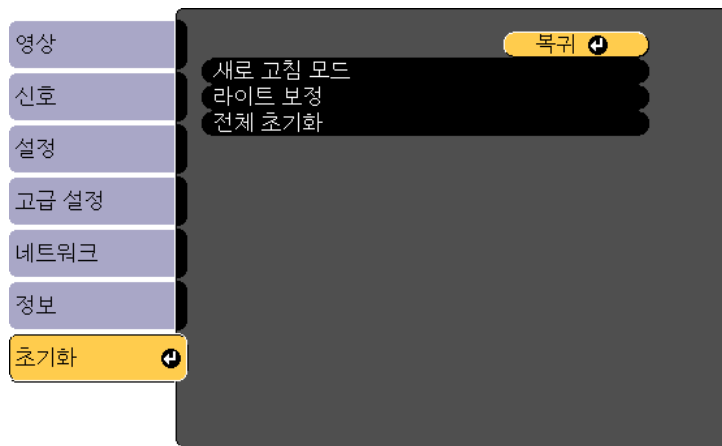 영상
신호
설정
고급 설정
네트워크
정보
초기화
복귀
새로 고침 모드
라이트 보정
전체 초기화